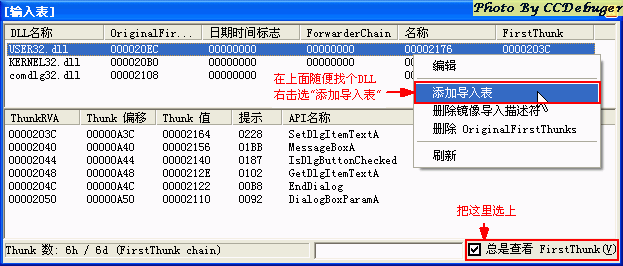 [输入表]
Photo By CCDebuger
DLL名称 OriginalFir... 日期时间标志 ForwarderChain 名称 FirstThunk
USER32.dll 000020EC 00000000 00000000 00002176 0000203C
KERNEL32.dll 000020B0 00000000 00000000
comdlg32.dll 00002108 00000000 00000000
编辑
添加导入表
删除镜像导入描述符
删除 OriginalFirstThunks
刷新
在上面随便找个DLL
右击选"添加导入表"
ThunkRVA Thunk 偏移 Thunk 值 提示 API名称
0000203C 00000A3C 00002164 0228 SetDlgItemTextA
00002040 00000A40 00002156 01BB MessageBoxA
00002044 00000A44 00002140 0187 IsDlgButtonChecked
00002048 00000A48 0000212E 0102 GetDlgItemTextA
0000204C 00000A4C 00002122 00B8 EndDialog
00002050 00000A50 00002110 0092 DialogBoxParamA
把这里选上
Thunk 数: 6h / 6d (FirstThunk chain)
总是查看 FirstThunk(V)